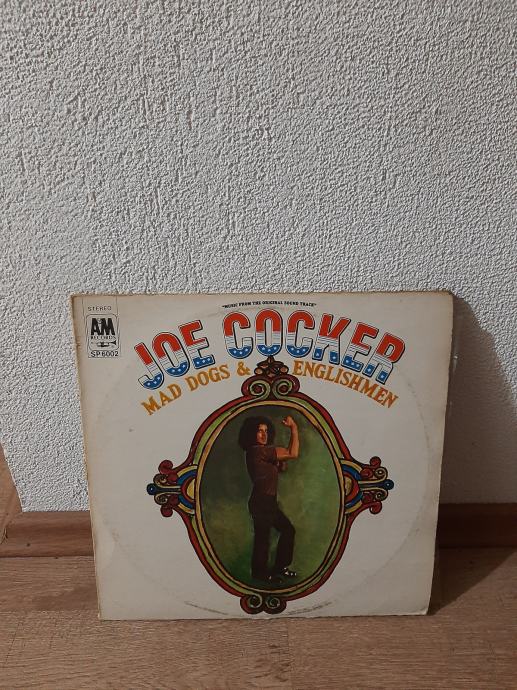 "MUSIC FROM THE ORIGINAL SOUND TRACK"
STEREO
A&M
RECORDS
SP 6002
JOE COCKER
MAD DOGS & ENGLISHMEN